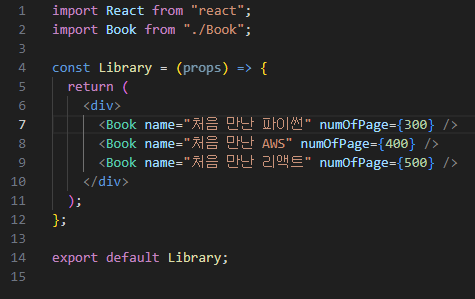 1 import React from "react";
2 import Book from "./Book";
3
4 const Library = (props) => {
5   return (
6     <div>
7       <Book name="처음 만난 파이썬" numOfPage={300} />
8       <Book name="처음 만난 AWS" numOfPage={400} />
9       <Book name="처음 만난 리액트" numOfPage={500} />
10     </div>
11   );
12 };
13
14 export default Library;
15